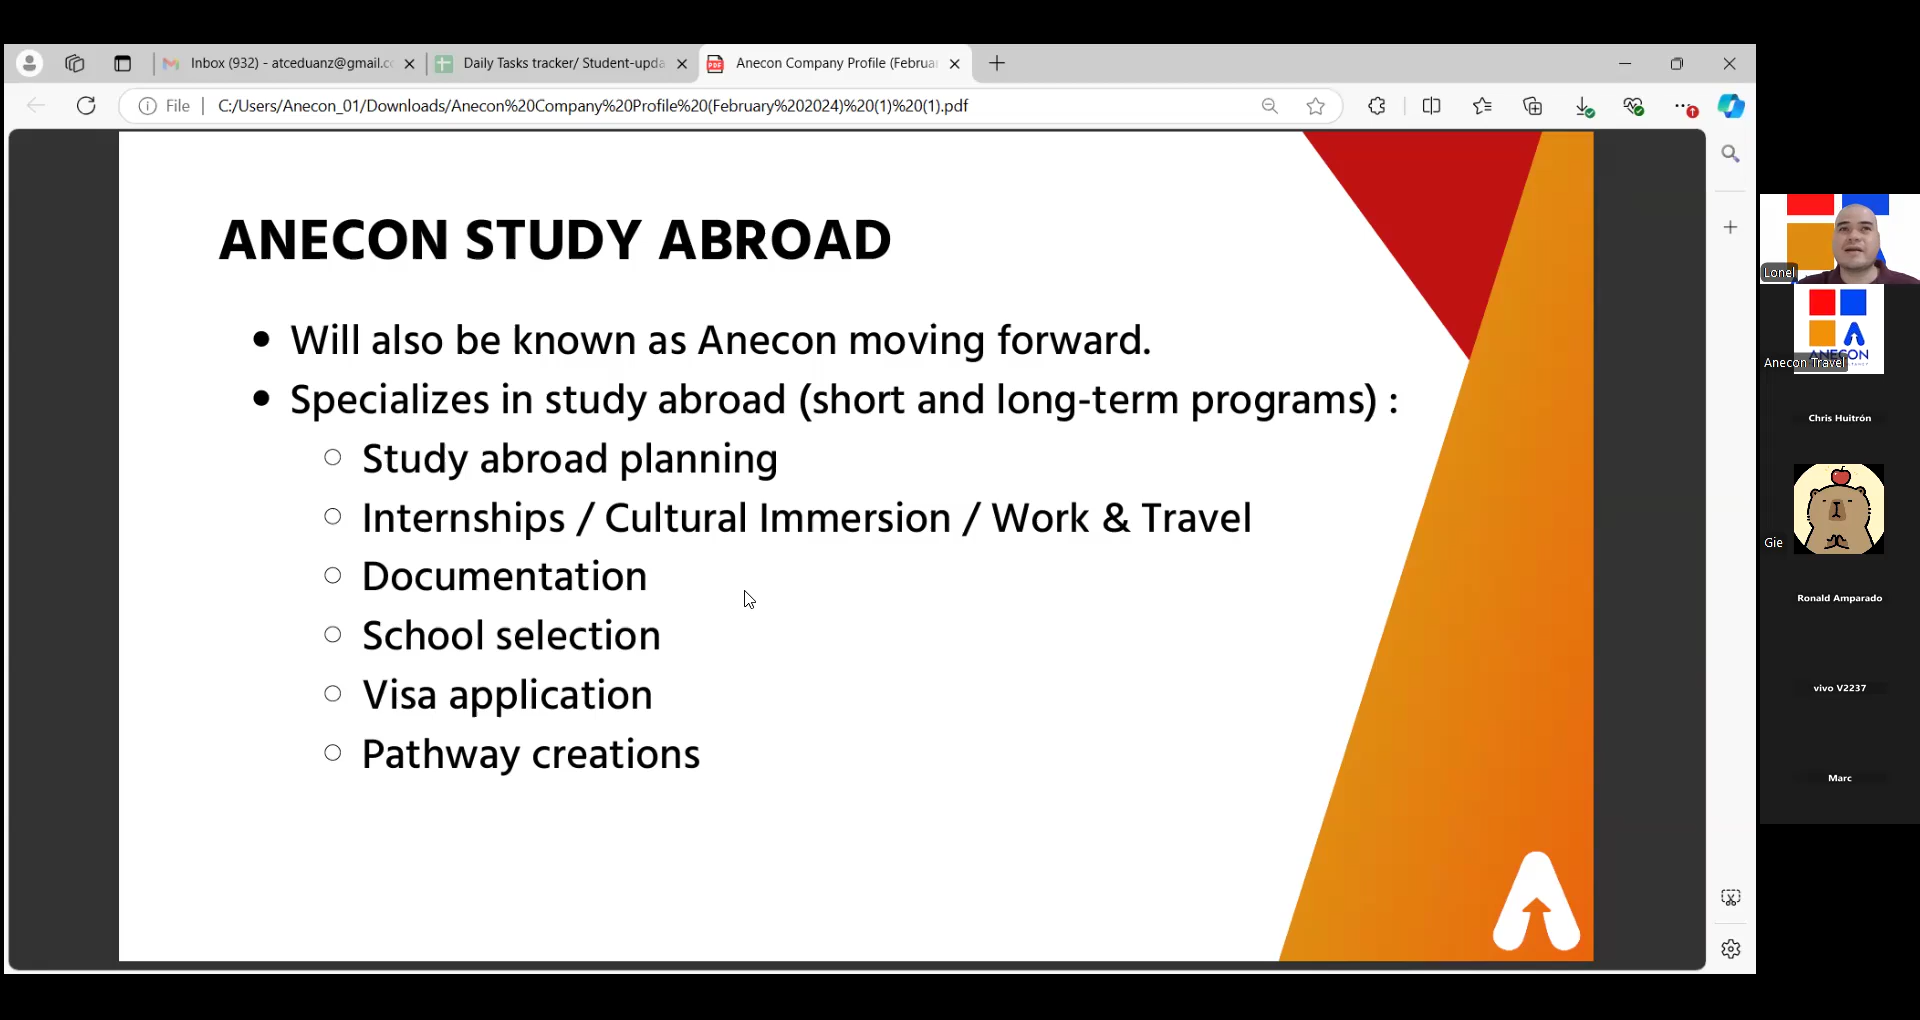 Inbox (932) - atceduanz@gmail.c
Daily Tasks tracker/ Student-upda
Anecon Company Profile (Februa
File
C:/Users/Anecon_01/Downloads/Anecon%20Company%20Profile%20(February%202024)%20(1)%20(1).pdf
ANECON STUDY ABROAD
Will also be known as Anecon moving forward.
Specializes in study abroad (short and long-term programs) :
Study abroad planning
Internships / Cultural Immersion / Work & Travel
Documentation
School selection
Visa application
Pathway creations
Lonel
ANECON
Anecon Travel
Chris Huitrón
Gie
Ronald Amparado
vivo V2237
Marc